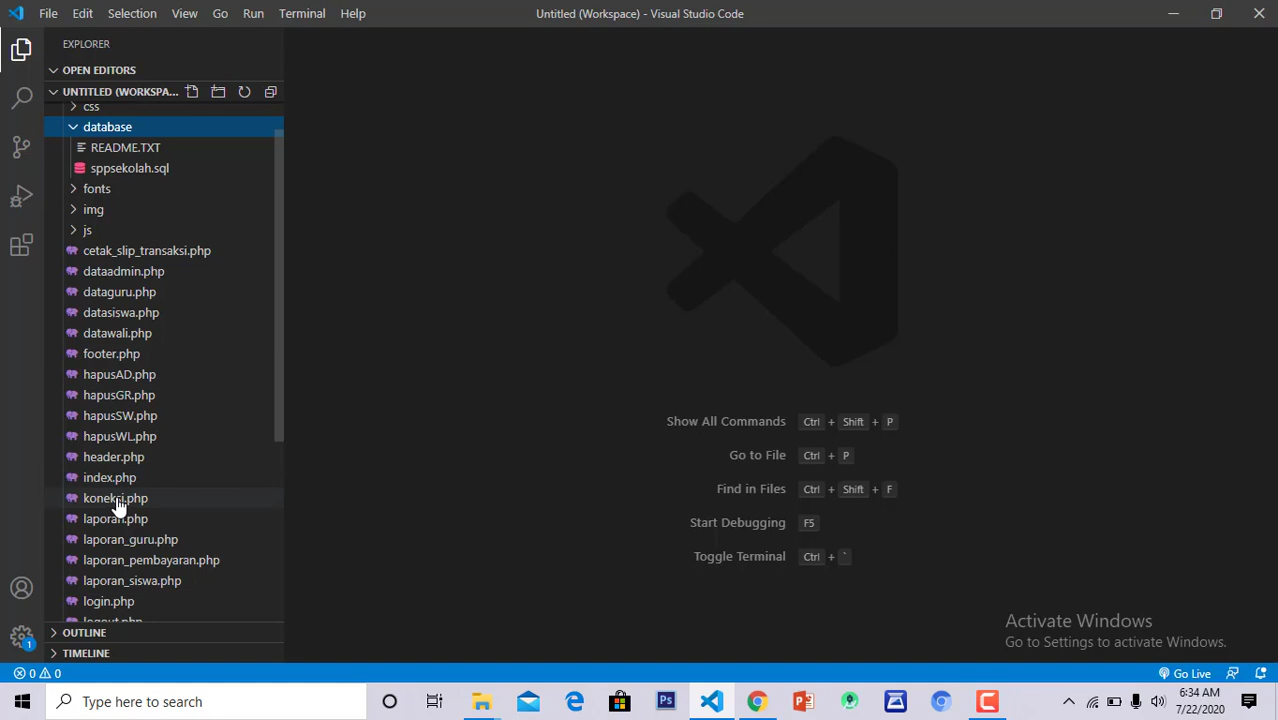 File Edit Selection View Go Run Terminal Help
Untitled (Workspace) - Visual Studio Code
EXPLORER
OPEN EDITORS
UNTITLED (WORKSPA...
css
database
README.TXT
sppsekolah.sql
fonts
img
js
cetak_slip_transaksi.php
dataadmin.php
dataguru.php
datasiswa.php
datawali.php
footer.php
hapusAD.php
hapusGR.php
hapusSW.php
hapusWL.php
header.php
index.php
koneksi.php
laporan.php
laporan_guru.php
laporan_pembayaran.php
laporan_siswa.php
login.php
logout.php
OUTLINE
TIMELINE
Show All Commands Ctrl + Shift + P
Go to File Ctrl + P
Find in Files Ctrl + Shift + F
Start Debugging F5
Toggle Terminal Ctrl + `
Activate Windows
Go to Settings to activate Windows.
1
0 0
Go Live
Type here to search
Ps
6:34 AM
7/22/2020